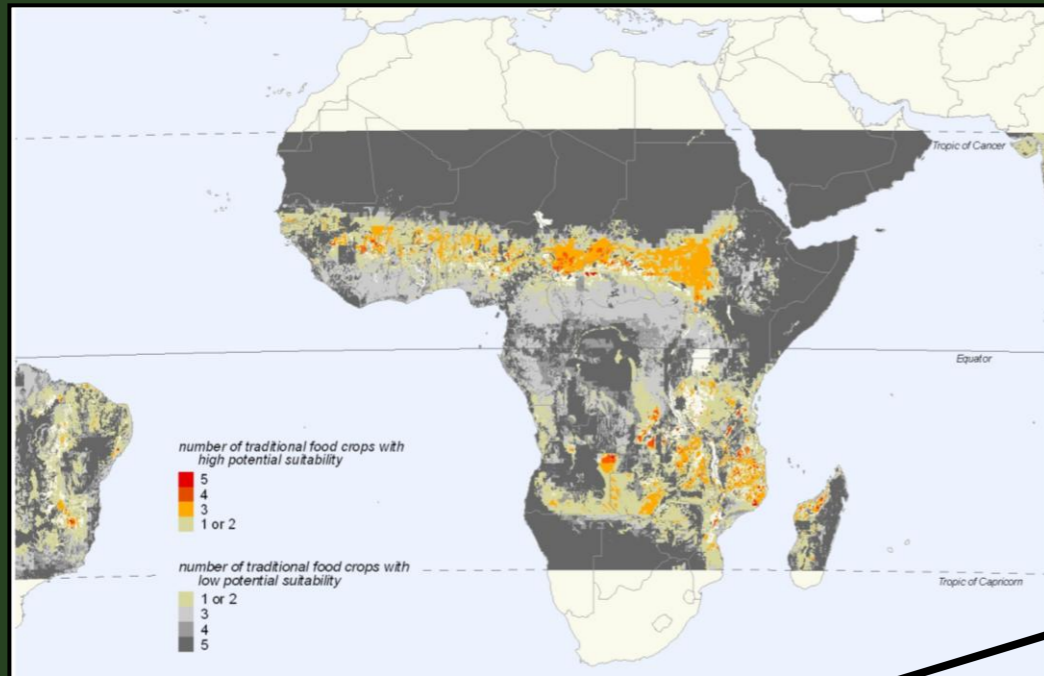 Tropic of Cancer
Equator
number of traditional food crops with
high potential suitability
5
4
3
1 or 2
number of traditional food crops with
low potential suitability
1 or 2
3
4
5
Tropic of Capricorn